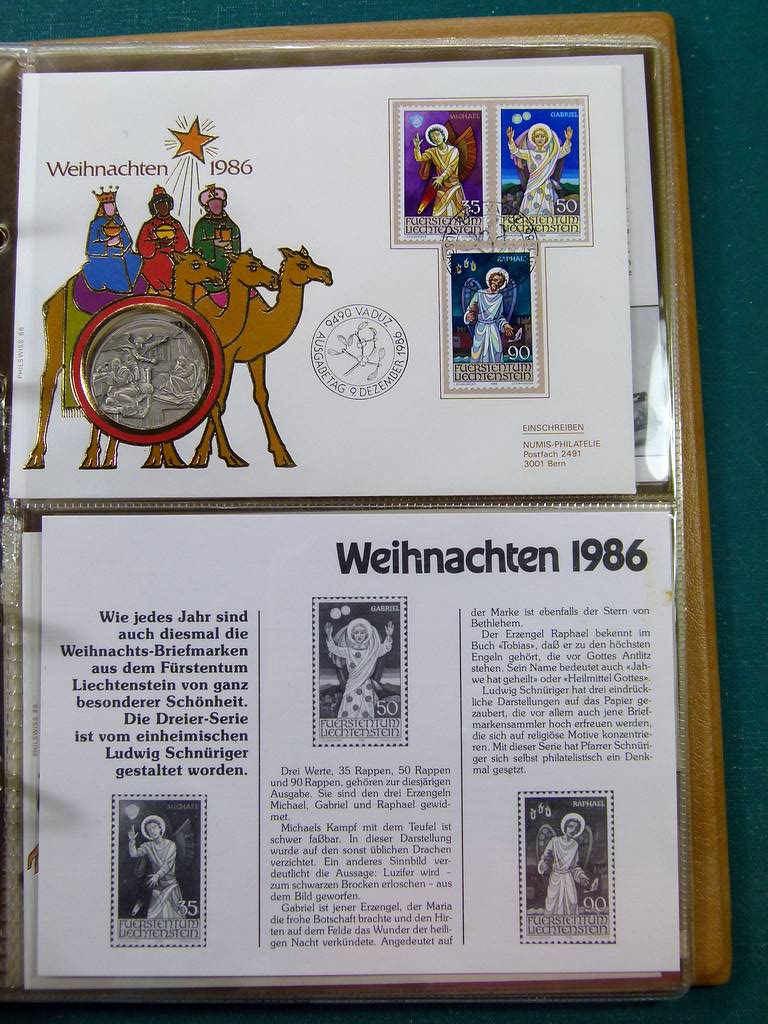 Weihnachten 1986
MICHAEL
35
FUERSTENTUM
LIECHTENSTEIN
GABRIEL
50
FUERSTENTUM
LIECHTENSTEIN
RAPHAEL
90
FUERSTENTUM
LIECHTENSTEIN
9490 VADUZ
AUSGABETAG 9. DEZEMBER 1986
PHILSWISS 86
EINSCHREIBEN
NUMIS-PHILATELIE
Postfach 2491
3001 Bern
Weihnachten 1986
Wie jedes Jahr sind
auch diesmal die
Weihnachts-Briefmarken
aus dem Fürstentum
Liechtenstein von ganz
besonderer Schönheit.
Die Dreier-Serie
ist vom einheimischen
Ludwig Schnüriger
gestaltet worden.
MICHAEL
35
FUERSTENTUM
LIECHTENSTEIN
PHILSWISS 86
GABRIEL
50
FUERSTENTUM
LIECHTENSTEIN
Drei Werte, 35 Rappen, 50 Rappen
und 90 Rappen, gehören zur diesjährigen
Ausgabe. Sie sind den drei Erzengeln
Michael, Gabriel und Raphael gewid-
met.
Michaels Kampf mit dem Teufel ist
schwer faßbar. In dieser Darstellung
wurde auf den sonst üblichen Drachen
verzichtet. Ein anderes Sinnbild ver-
deutlicht die Aussage: Luzifer wird –
zum schwarzen Brocken erloschen – aus
dem Bild geworfen.
Gabriel ist jener Erzengel, der Maria
die frohe Botschaft brachte und den Hir-
ten auf dem Felde das Wunder der heili-
gen Nacht verkündete. Angedeutet auf
der Marke ist ebenfalls der Stern von
Bethlehem.
Der Erzengel Raphael bekennt im
Buch «Tobias», daß er zu den höchsten
Engeln gehört, die vor Gottes Antlitz
stehen. Sein Name bedeutet auch «Jah-
we hat geheilt» oder «Heilmittel Gottes».
Ludwig Schnüriger hat drei eindrück-
liche Darstellungen auf das Papier ge-
zaubert, die vor allem auch jene Brief-
markensammler hoch erfreuen werden,
die sich auf religiöse Motive konzentrie-
ren. Mit dieser Serie hat Pfarrer Schnüri-
ger sich selbst philatelistisch ein Denk-
mal gesetzt.
RAPHAEL
90
FUERSTENTUM
LIECHTENSTEIN